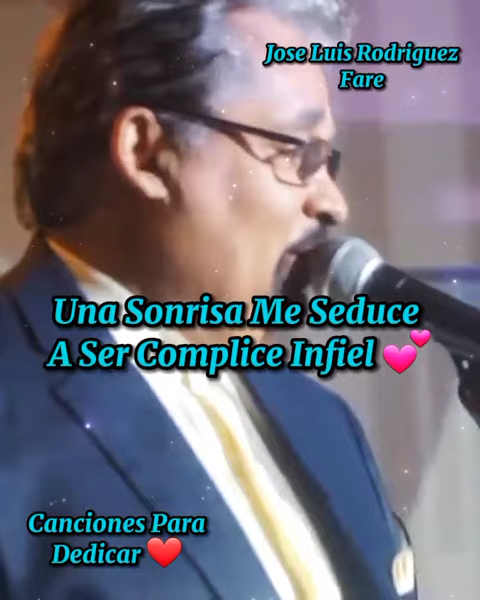 Jose Luis Rodriguez
Fare
Una Sonrisa Me Seduce
A Ser Complice Infiel 💕
Canciones Para
Dedicar ❤️